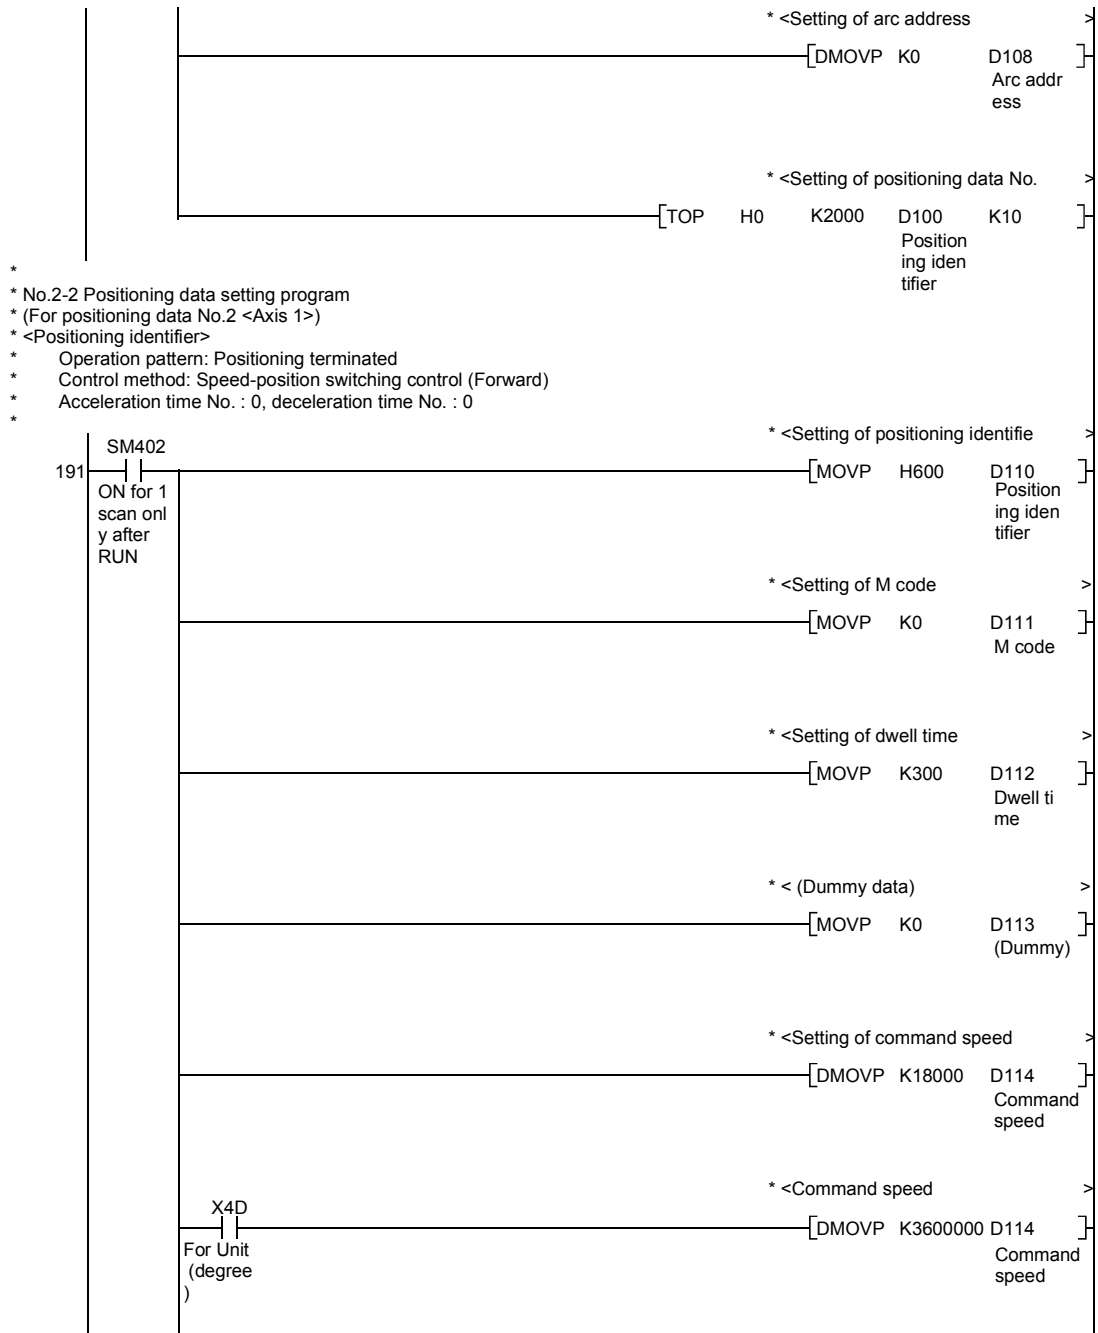 * <Setting of arc address >
DMOVP K0 D108
Arc addr
ess
* <Setting of positioning data No. >
TOP H0 K2000 D100 K10
Position
ing iden
tifier
*
* No.2-2 Positioning data setting program
* (For positioning data No.2 <Axis 1>)
* <Positioning identifier>
* Operation pattern: Positioning terminated
* Control method: Speed-position switching control (Forward)
* Acceleration time No. : 0, deceleration time No. : 0
*
* <Setting of positioning identifie >
SM402
191
MOVP H600 D110
Position
ing iden
tifier
ON for 1
scan onl
y after
RUN
* <Setting of M code >
MOVP K0 D111
M code
* <Setting of dwell time >
MOVP K300 D112
Dwell ti
me
* < (Dummy data) >
MOVP K0 D113
(Dummy)
* <Setting of command speed >
DMOVP K18000 D114
Command
speed
* <Command speed >
X4D
DMOVP K3600000 D114
Command
speed
For Unit
(degree
)